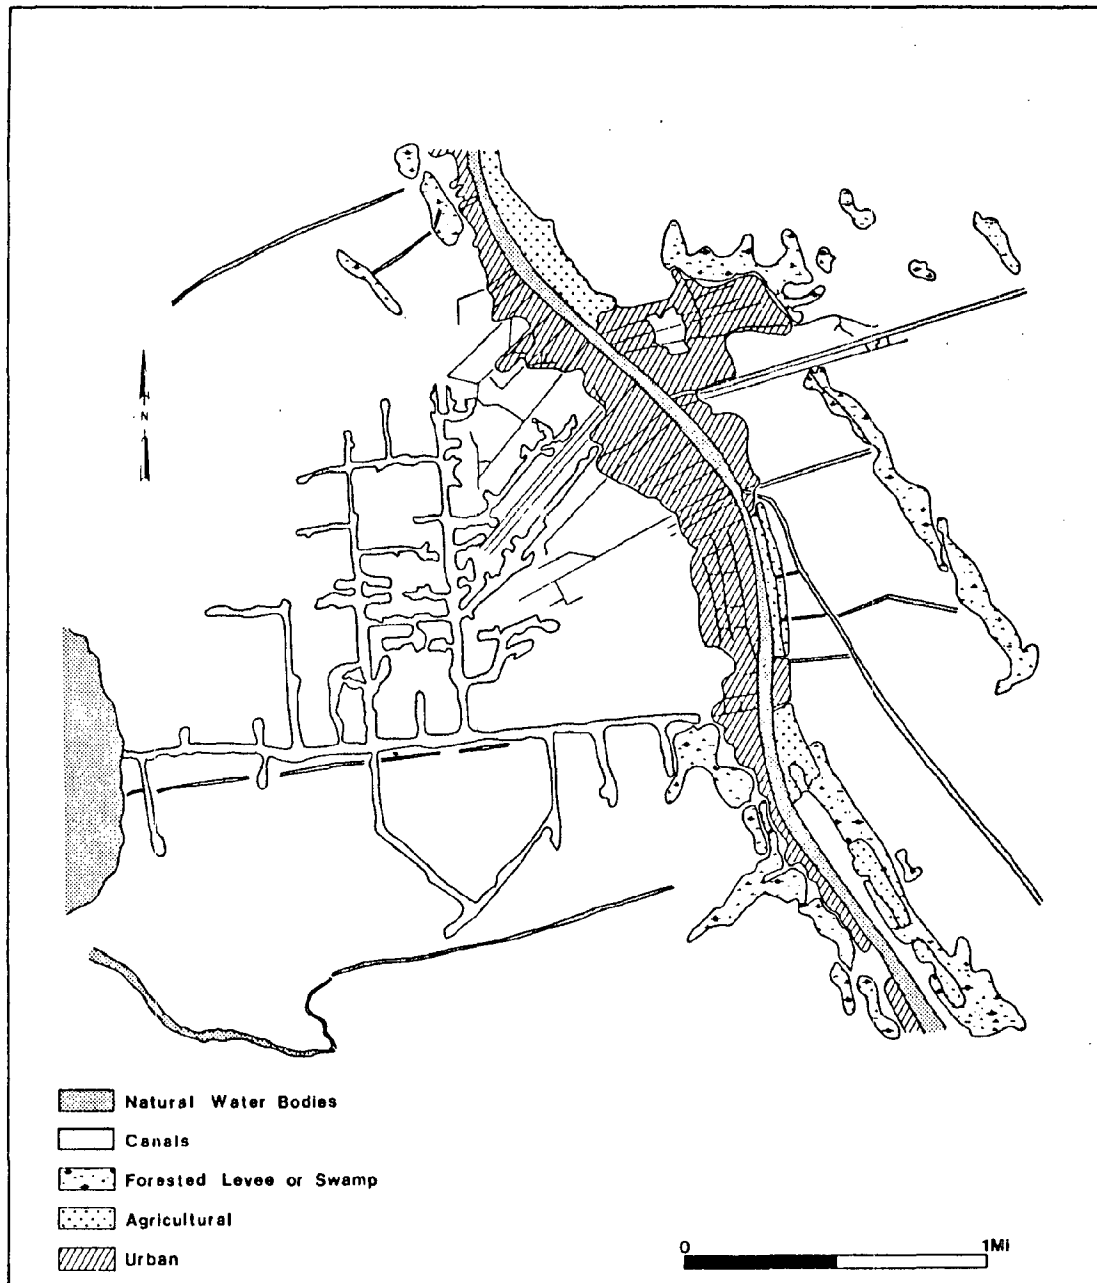 N
Natural Water Bodies
Canals
Forested Levee or Swamp
Agricultural
Urban
0 1Mi